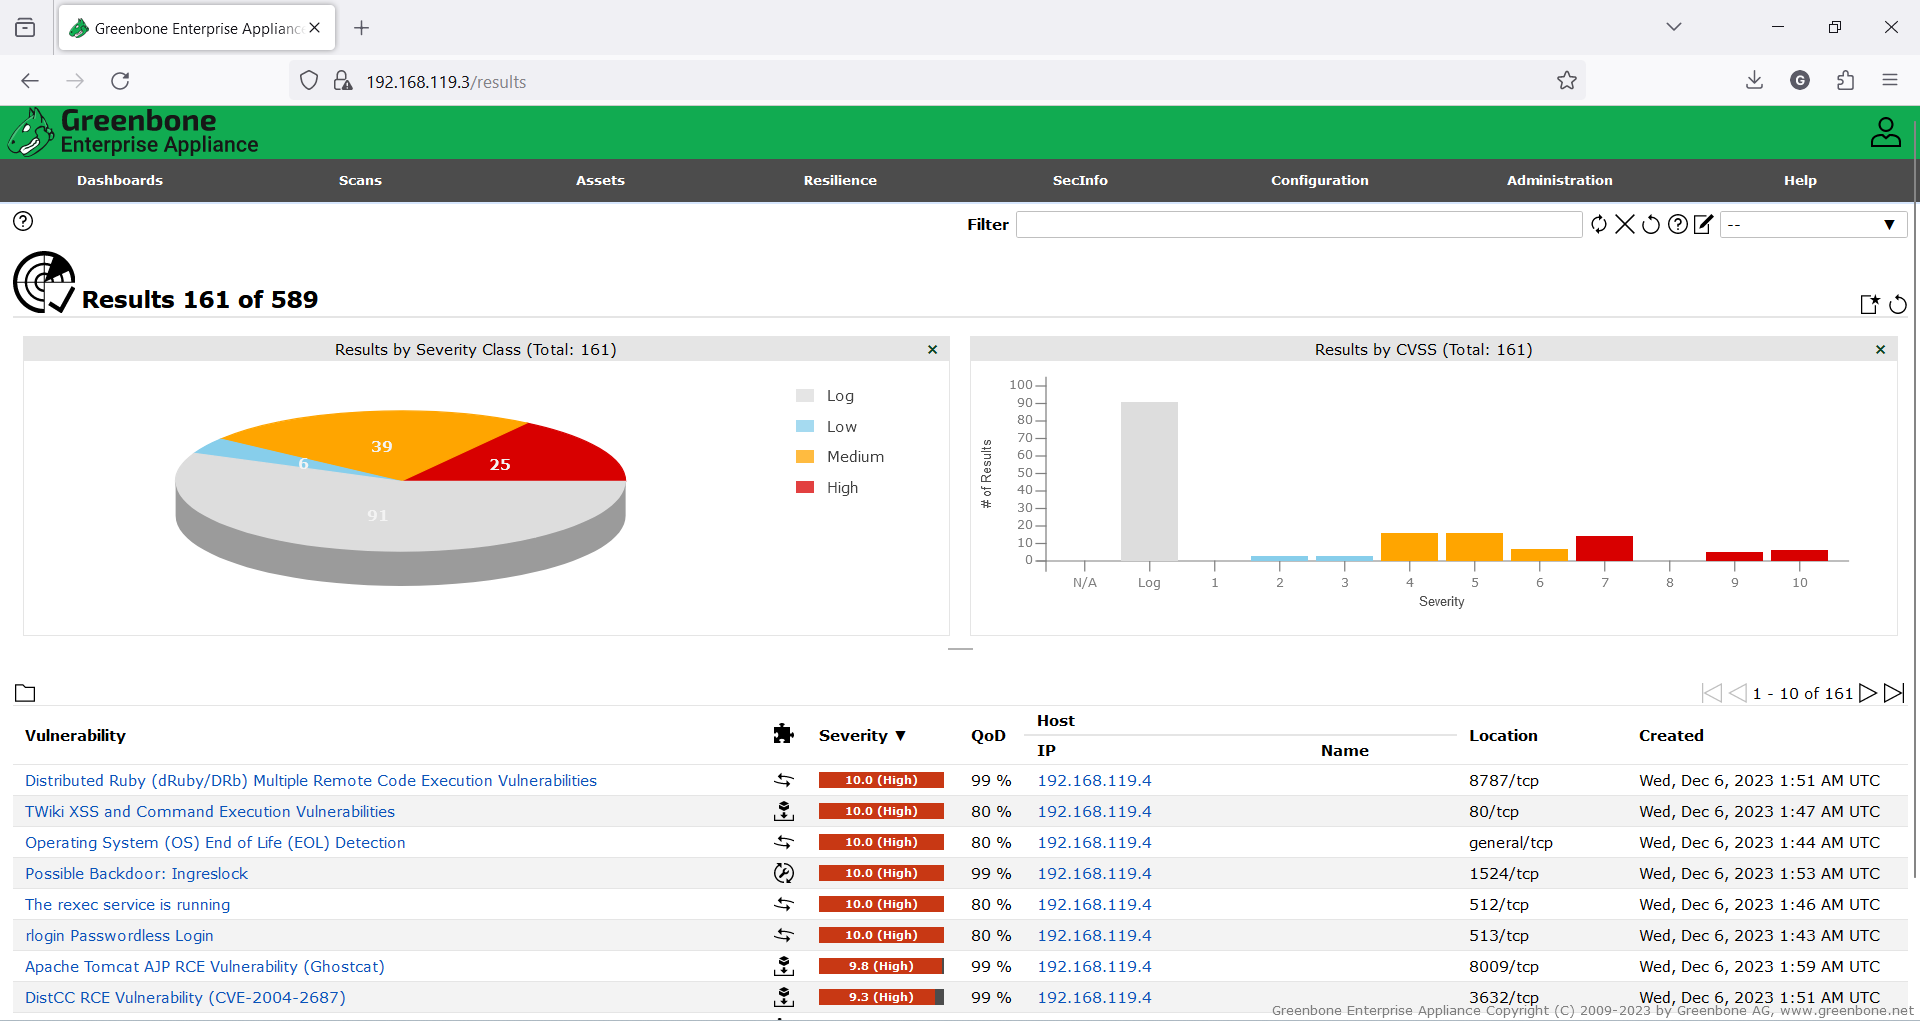 Greenbone Enterprise Applianc
192.168.119.3/results
Greenbone
Enterprise Appliance
Dashboards Scans Assets Resilience SecInfo Configuration Administration Help
Filter --
Results 161 of 589
Results by Severity Class (Total: 161)
39
6
25
91
Log
Low
Medium
High
Results by CVSS (Total: 161)
100
90
80
70
60
50
40
30
20
10
0
# of Results
N/A Log 1 2 3 4 5 6 7 8 9 10
Severity
1 - 10 of 161
Vulnerability Severity ▼ QoD Host Location Created
IP Name
Distributed Ruby (dRuby/DRb) Multiple Remote Code Execution Vulnerabilities 10.0 (High) 99 % 192.168.119.4 8787/tcp Wed, Dec 6, 2023 1:51 AM UTC
TWiki XSS and Command Execution Vulnerabilities 10.0 (High) 80 % 192.168.119.4 80/tcp Wed, Dec 6, 2023 1:47 AM UTC
Operating System (OS) End of Life (EOL) Detection 10.0 (High) 80 % 192.168.119.4 general/tcp Wed, Dec 6, 2023 1:44 AM UTC
Possible Backdoor: Ingreslock 10.0 (High) 99 % 192.168.119.4 1524/tcp Wed, Dec 6, 2023 1:53 AM UTC
The rexec service is running 10.0 (High) 80 % 192.168.119.4 512/tcp Wed, Dec 6, 2023 1:46 AM UTC
rlogin Passwordless Login 10.0 (High) 80 % 192.168.119.4 513/tcp Wed, Dec 6, 2023 1:43 AM UTC
Apache Tomcat AJP RCE Vulnerability (Ghostcat) 9.8 (High) 99 % 192.168.119.4 8009/tcp Wed, Dec 6, 2023 1:59 AM UTC
DistCC RCE Vulnerability (CVE-2004-2687) 9.3 (High) 99 % 192.168.119.4 3632/tcp Wed, Dec 6, 2023 1:51 AM UTC
Greenbone Enterprise Appliance Copyright (C) 2009-2023 by Greenbone AG, www.greenbone.net